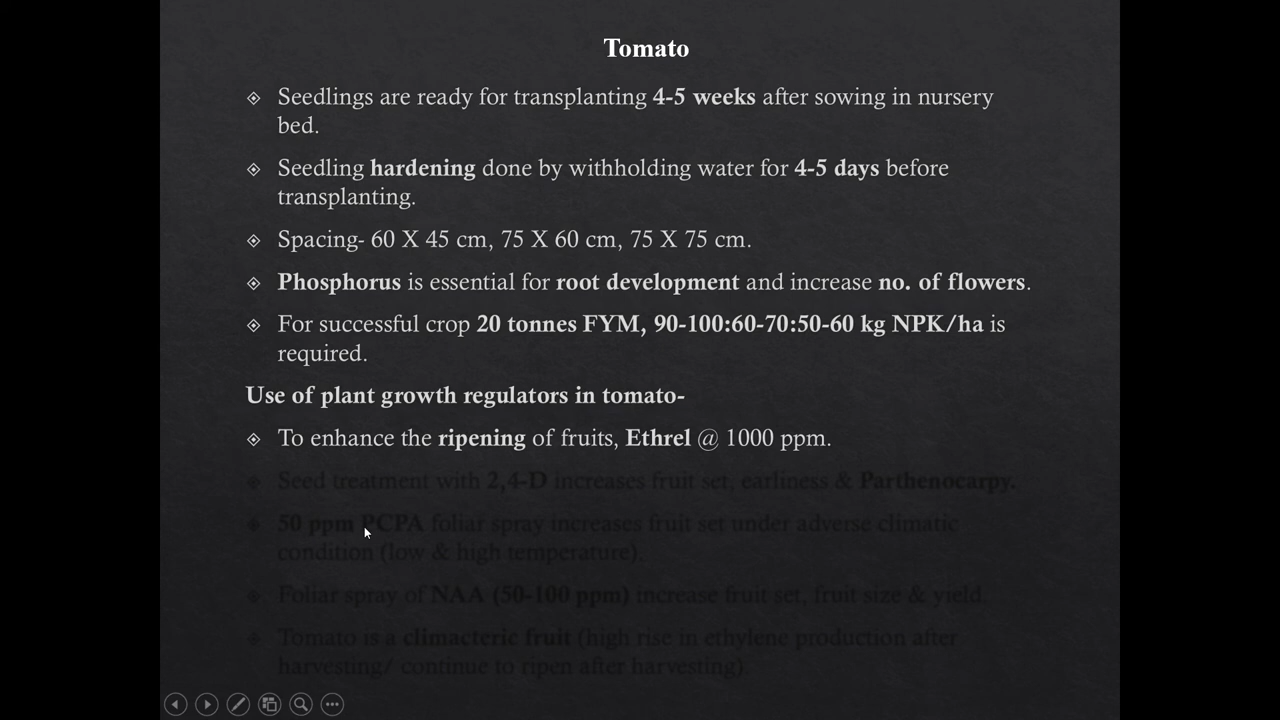 Tomato
Seedlings are ready for transplanting 4-5 weeks after sowing in nursery
bed.
Seedling hardening done by withholding water for 4-5 days before
transplanting.
Spacing- 60 X 45 cm, 75 X 60 cm, 75 X 75 cm.
Phosphorus is essential for root development and increase no. of flowers.
For successful crop 20 tonnes FYM, 90-100:60-70:50-60 kg NPK/ha is
required.
Use of plant growth regulators in tomato-
To enhance the ripening of fruits, Ethrel @ 1000 ppm.
Seed treatment with 2,4-D increases fruit set, earliness & Parthenocarpy.
50 ppm PCPA foliar spray increases fruit set under adverse climatic
condition (low & high temperature).
Foliar spray of NAA (50-100 ppm) increase fruit set, fruit size & yield.
Tomato is a climacteric fruit (high rise in ethylene production after
harvesting/ continue to ripen after harvesting).